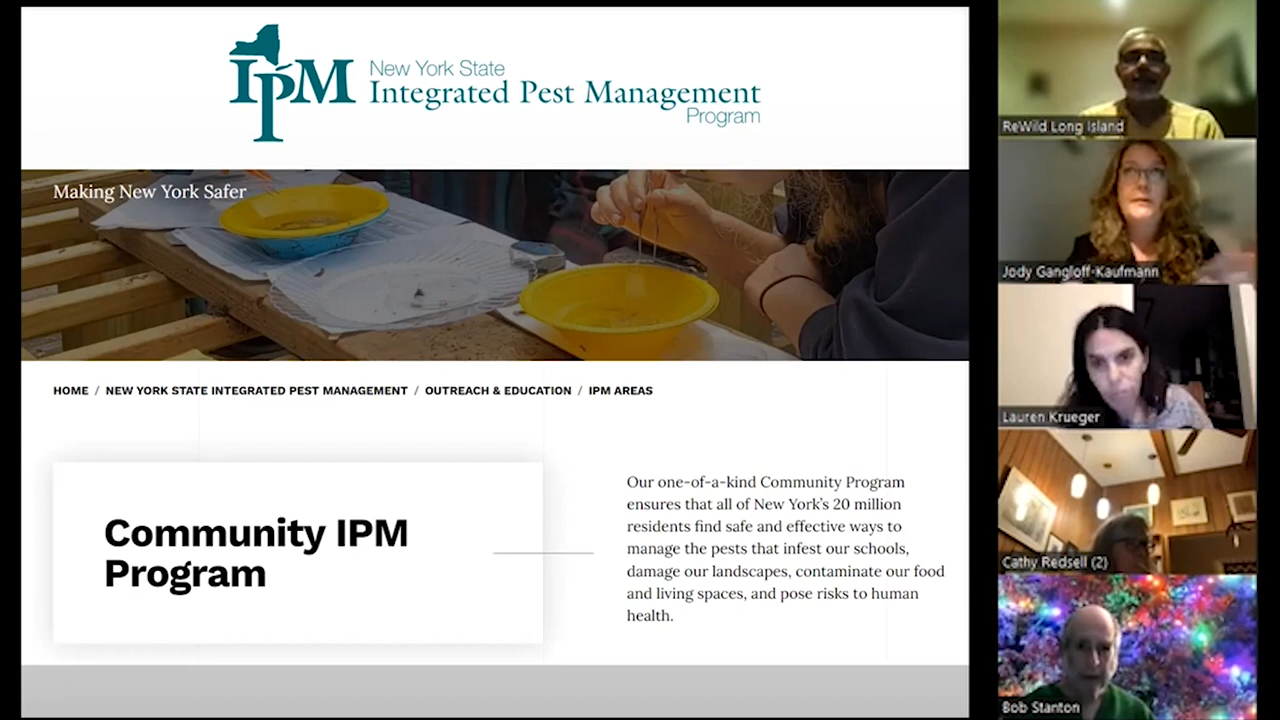 New York State
IPM
Integrated Pest Management
Program
Making New York Safer
HOME / NEW YORK STATE INTEGRATED PEST MANAGEMENT / OUTREACH & EDUCATION / IPM AREAS
Community IPM
Program
Our one-of-a-kind Community Program
ensures that all of New York's 20 million
residents find safe and effective ways to
manage the pests that infest our schools,
damage our landscapes, contaminate our food
and living spaces, and pose risks to human
health.
ReWild Long Island
Jody Gangloff-Kaufmann
Lauren Krueger
Cathy Redsell (2)
Bob Stanton